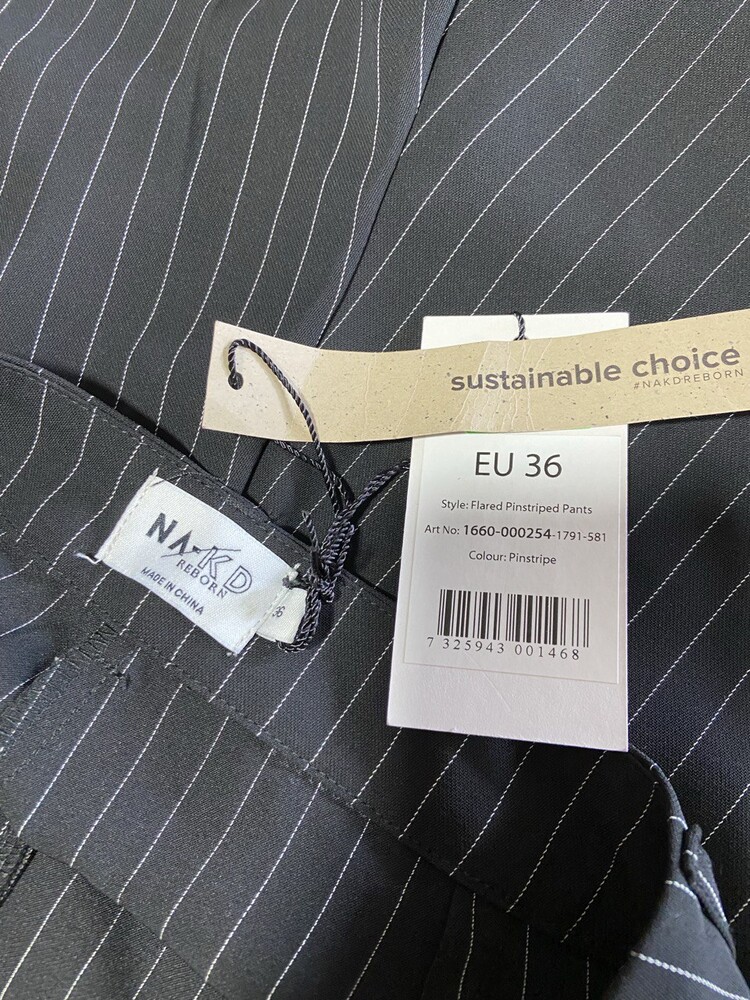 sustainable choice
#NAKDREBORN
EU 36
Style: Flared Pinstriped Pants
Art No: 1660-000254-1791-581
Colour: Pinstripe
7 325943 001468
NA-KD
REBORN
MADE IN CHINA
36